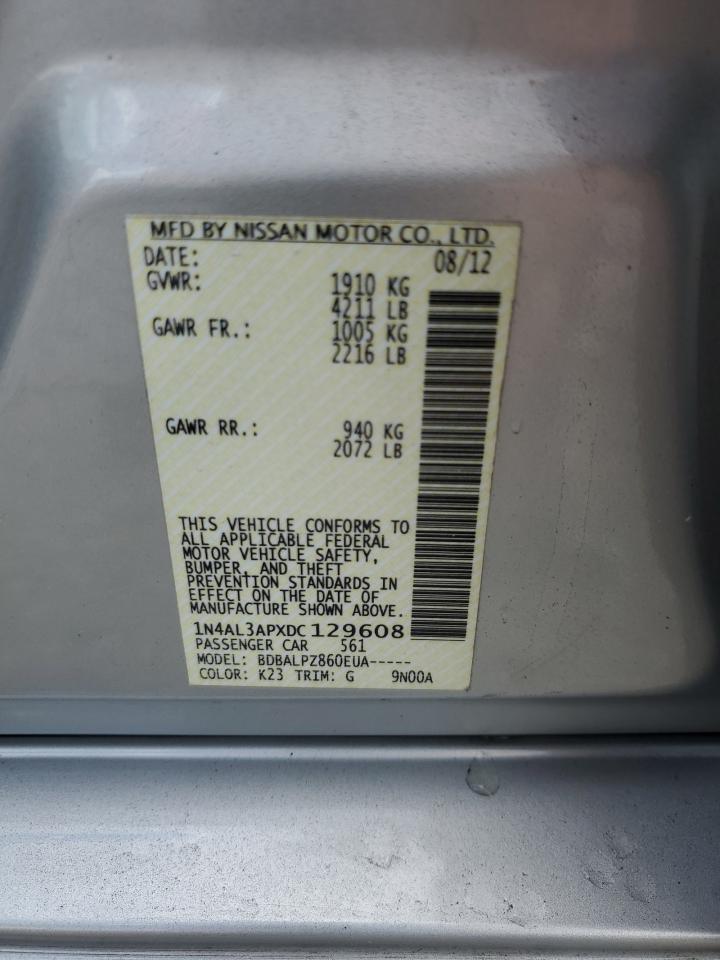 MFD BY NISSAN MOTOR CO., LTD.
DATE: 08/12
GVWR: 1910 KG
4211 LB
GAWR FR.: 1005 KG
2216 LB
GAWR RR.: 940 KG
2072 LB
THIS VEHICLE CONFORMS TO
ALL APPLICABLE FEDERAL
MOTOR VEHICLE SAFETY,
BUMPER, AND THEFT
PREVENTION STANDARDS IN
EFFECT ON THE DATE OF
MANUFACTURE SHOWN ABOVE.
1N4AL3APXDC129608
PASSENGER CAR 561
MODEL: BDBALPZ860EUA-----
COLOR: K23 TRIM: G 9N00A